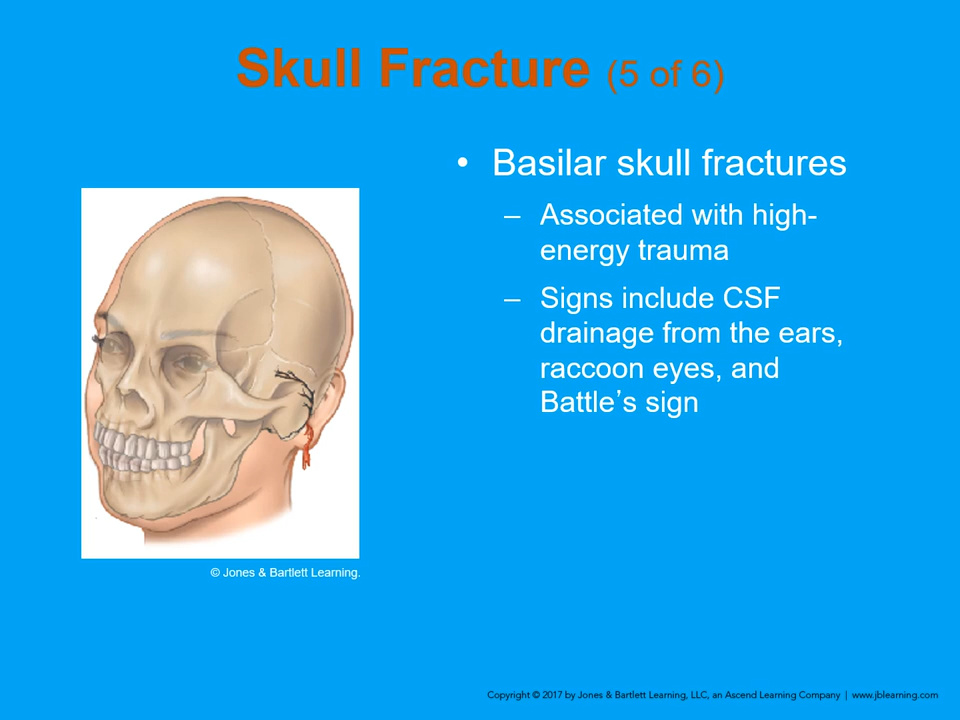 Skull Fracture (5 of 6)
• Basilar skull fractures
– Associated with high-
energy trauma
– Signs include CSF
drainage from the ears,
raccoon eyes, and
Battle’s sign
© Jones & Bartlett Learning.
Copyright © 2017 by Jones & Bartlett Learning, LLC, an Ascend Learning Company | www.jblearning.com